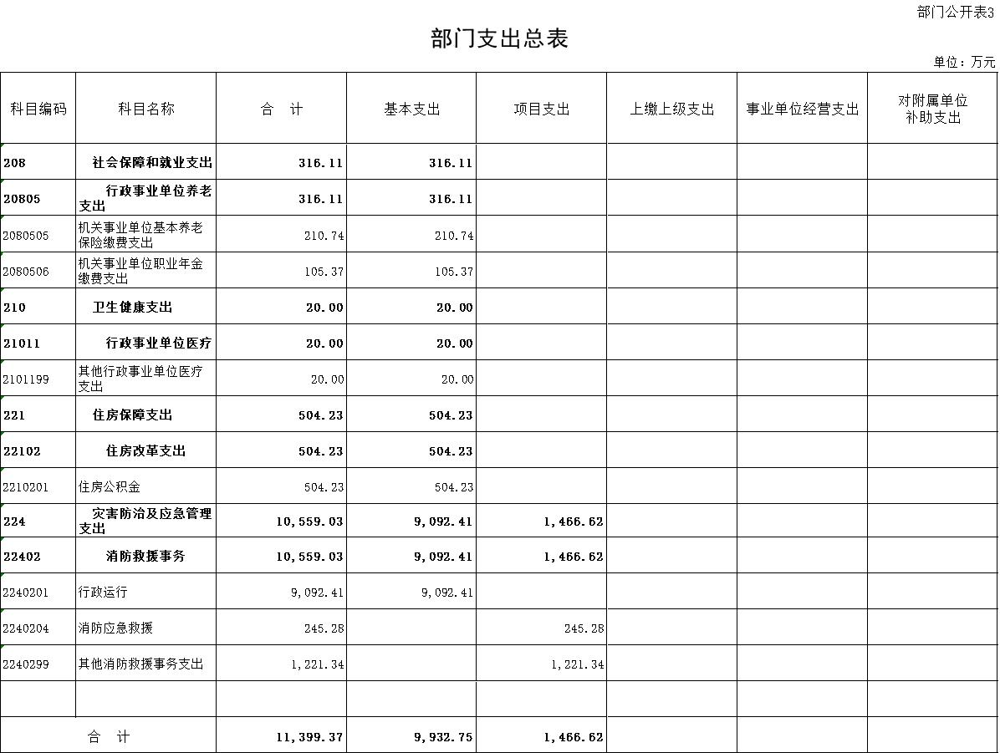 部门公开表3
部门支出总表
单位：万元
科目编码 科目名称 合 计 基本支出 项目支出 上缴上级支出 事业单位经营支出 对附属单位
补助支出
208 社会保障和就业支出 316.11 316.11
20805 行政事业单位养老
支出 316.11 316.11
2080505 机关事业单位基本养老
保险缴费支出 210.74 210.74
2080506 机关事业单位职业年金
缴费支出 105.37 105.37
210 卫生健康支出 20.00 20.00
21011 行政事业单位医疗 20.00 20.00
2101199 其他行政事业单位医疗
支出 20.00 20.00
221 住房保障支出 504.23 504.23
22102 住房改革支出 504.23 504.23
2210201 住房公积金 504.23 504.23
224 灾害防治及应急管理
支出 10,559.03 9,092.41 1,466.62
22402 消防救援事务 10,559.03 9,092.41 1,466.62
2240201 行政运行 9,092.41 9,092.41
2240204 消防应急救援 245.28 245.28
2240299 其他消防救援事务支出 1,221.34 1,221.34
合 计 11,399.37 9,932.75 1,466.62